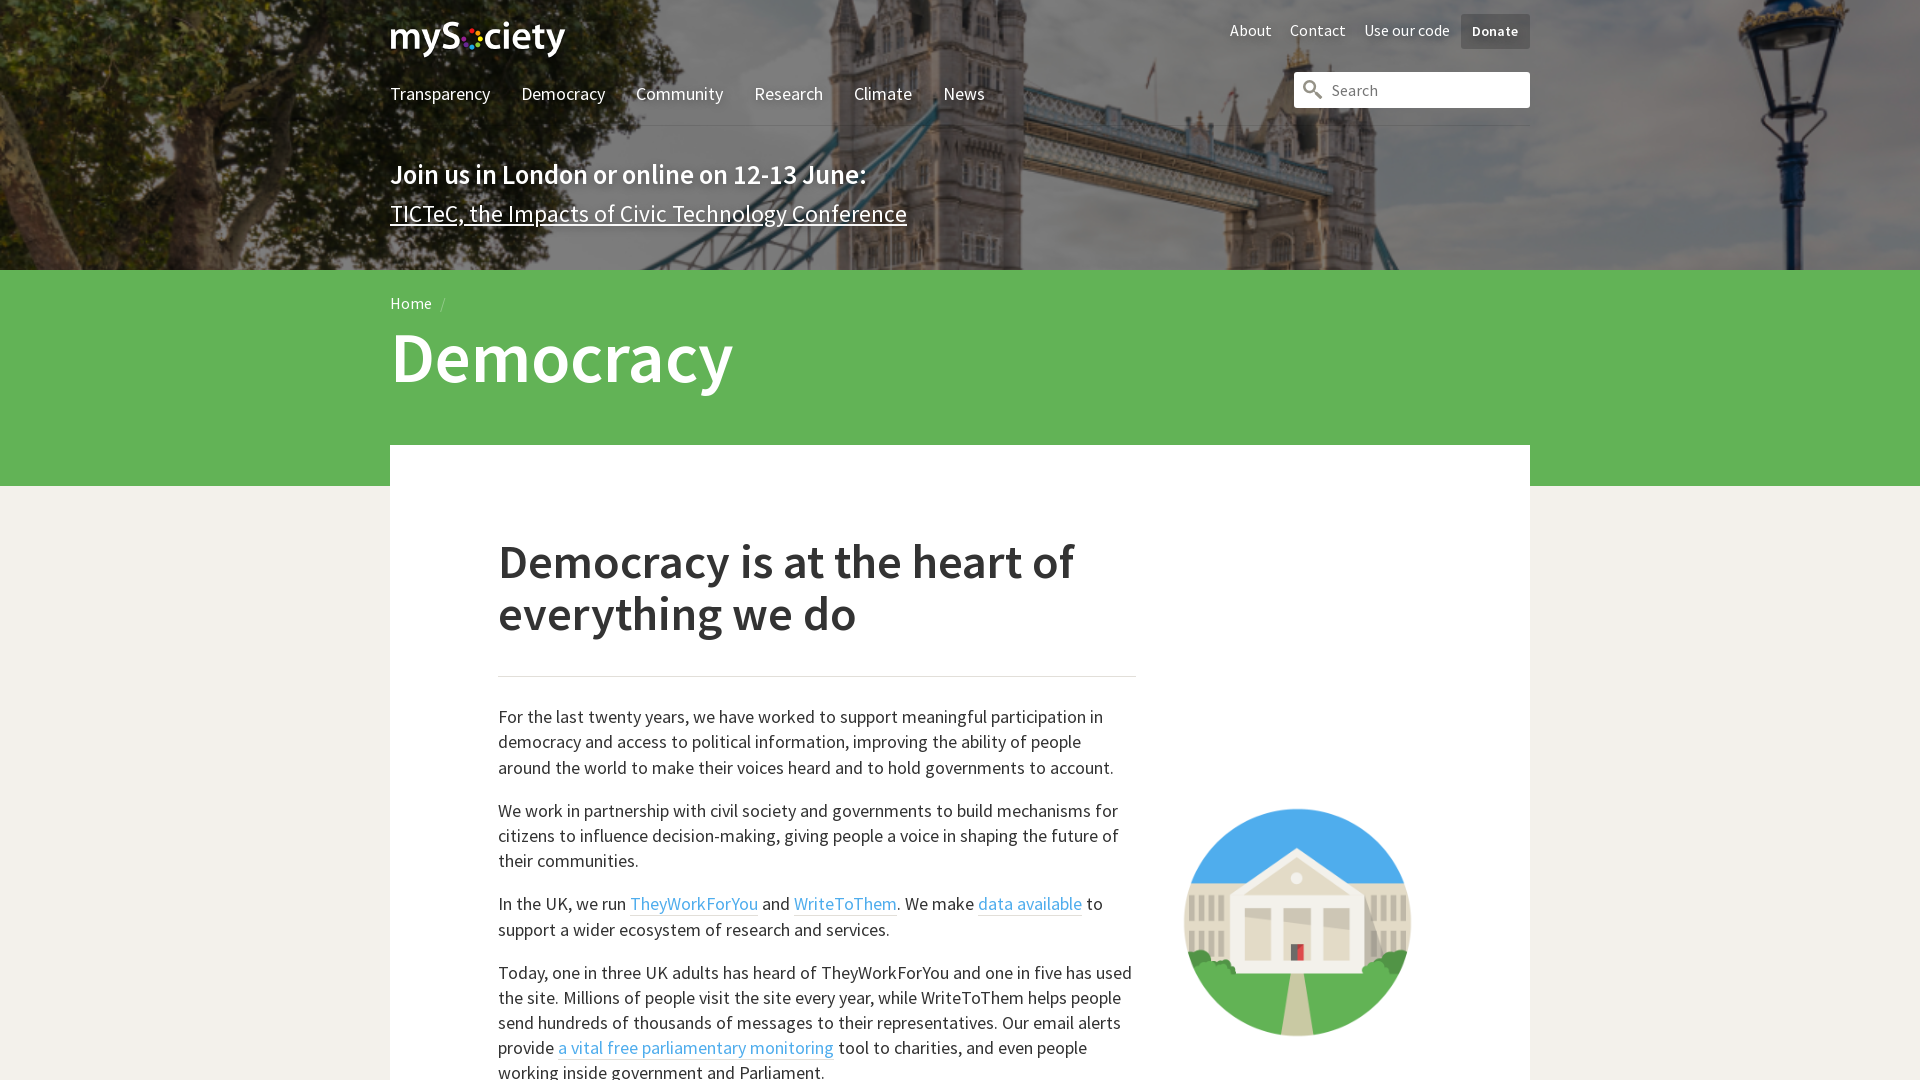 mySociety
About Contact Use our code Donate
Search
Transparency Democracy Community Research Climate News
Join us in London or online on 12-13 June:
TICTeC, the Impacts of Civic Technology Conference
Home /
Democracy
Democracy is at the heart of
everything we do
For the last twenty years, we have worked to support meaningful participation in
democracy and access to political information, improving the ability of people
around the world to make their voices heard and to hold governments to account.
We work in partnership with civil society and governments to build mechanisms for
citizens to influence decision-making, giving people a voice in shaping the future of
their communities.
In the UK, we run TheyWorkForYou and WriteToThem. We make data available to
support a wider ecosystem of research and services.
Today, one in three UK adults has heard of TheyWorkForYou and one in five has used
the site. Millions of people visit the site every year, while WriteToThem helps people
send hundreds of thousands of messages to their representatives. Our email alerts
provide a vital free parliamentary monitoring tool to charities, and even people
working inside government and Parliament.